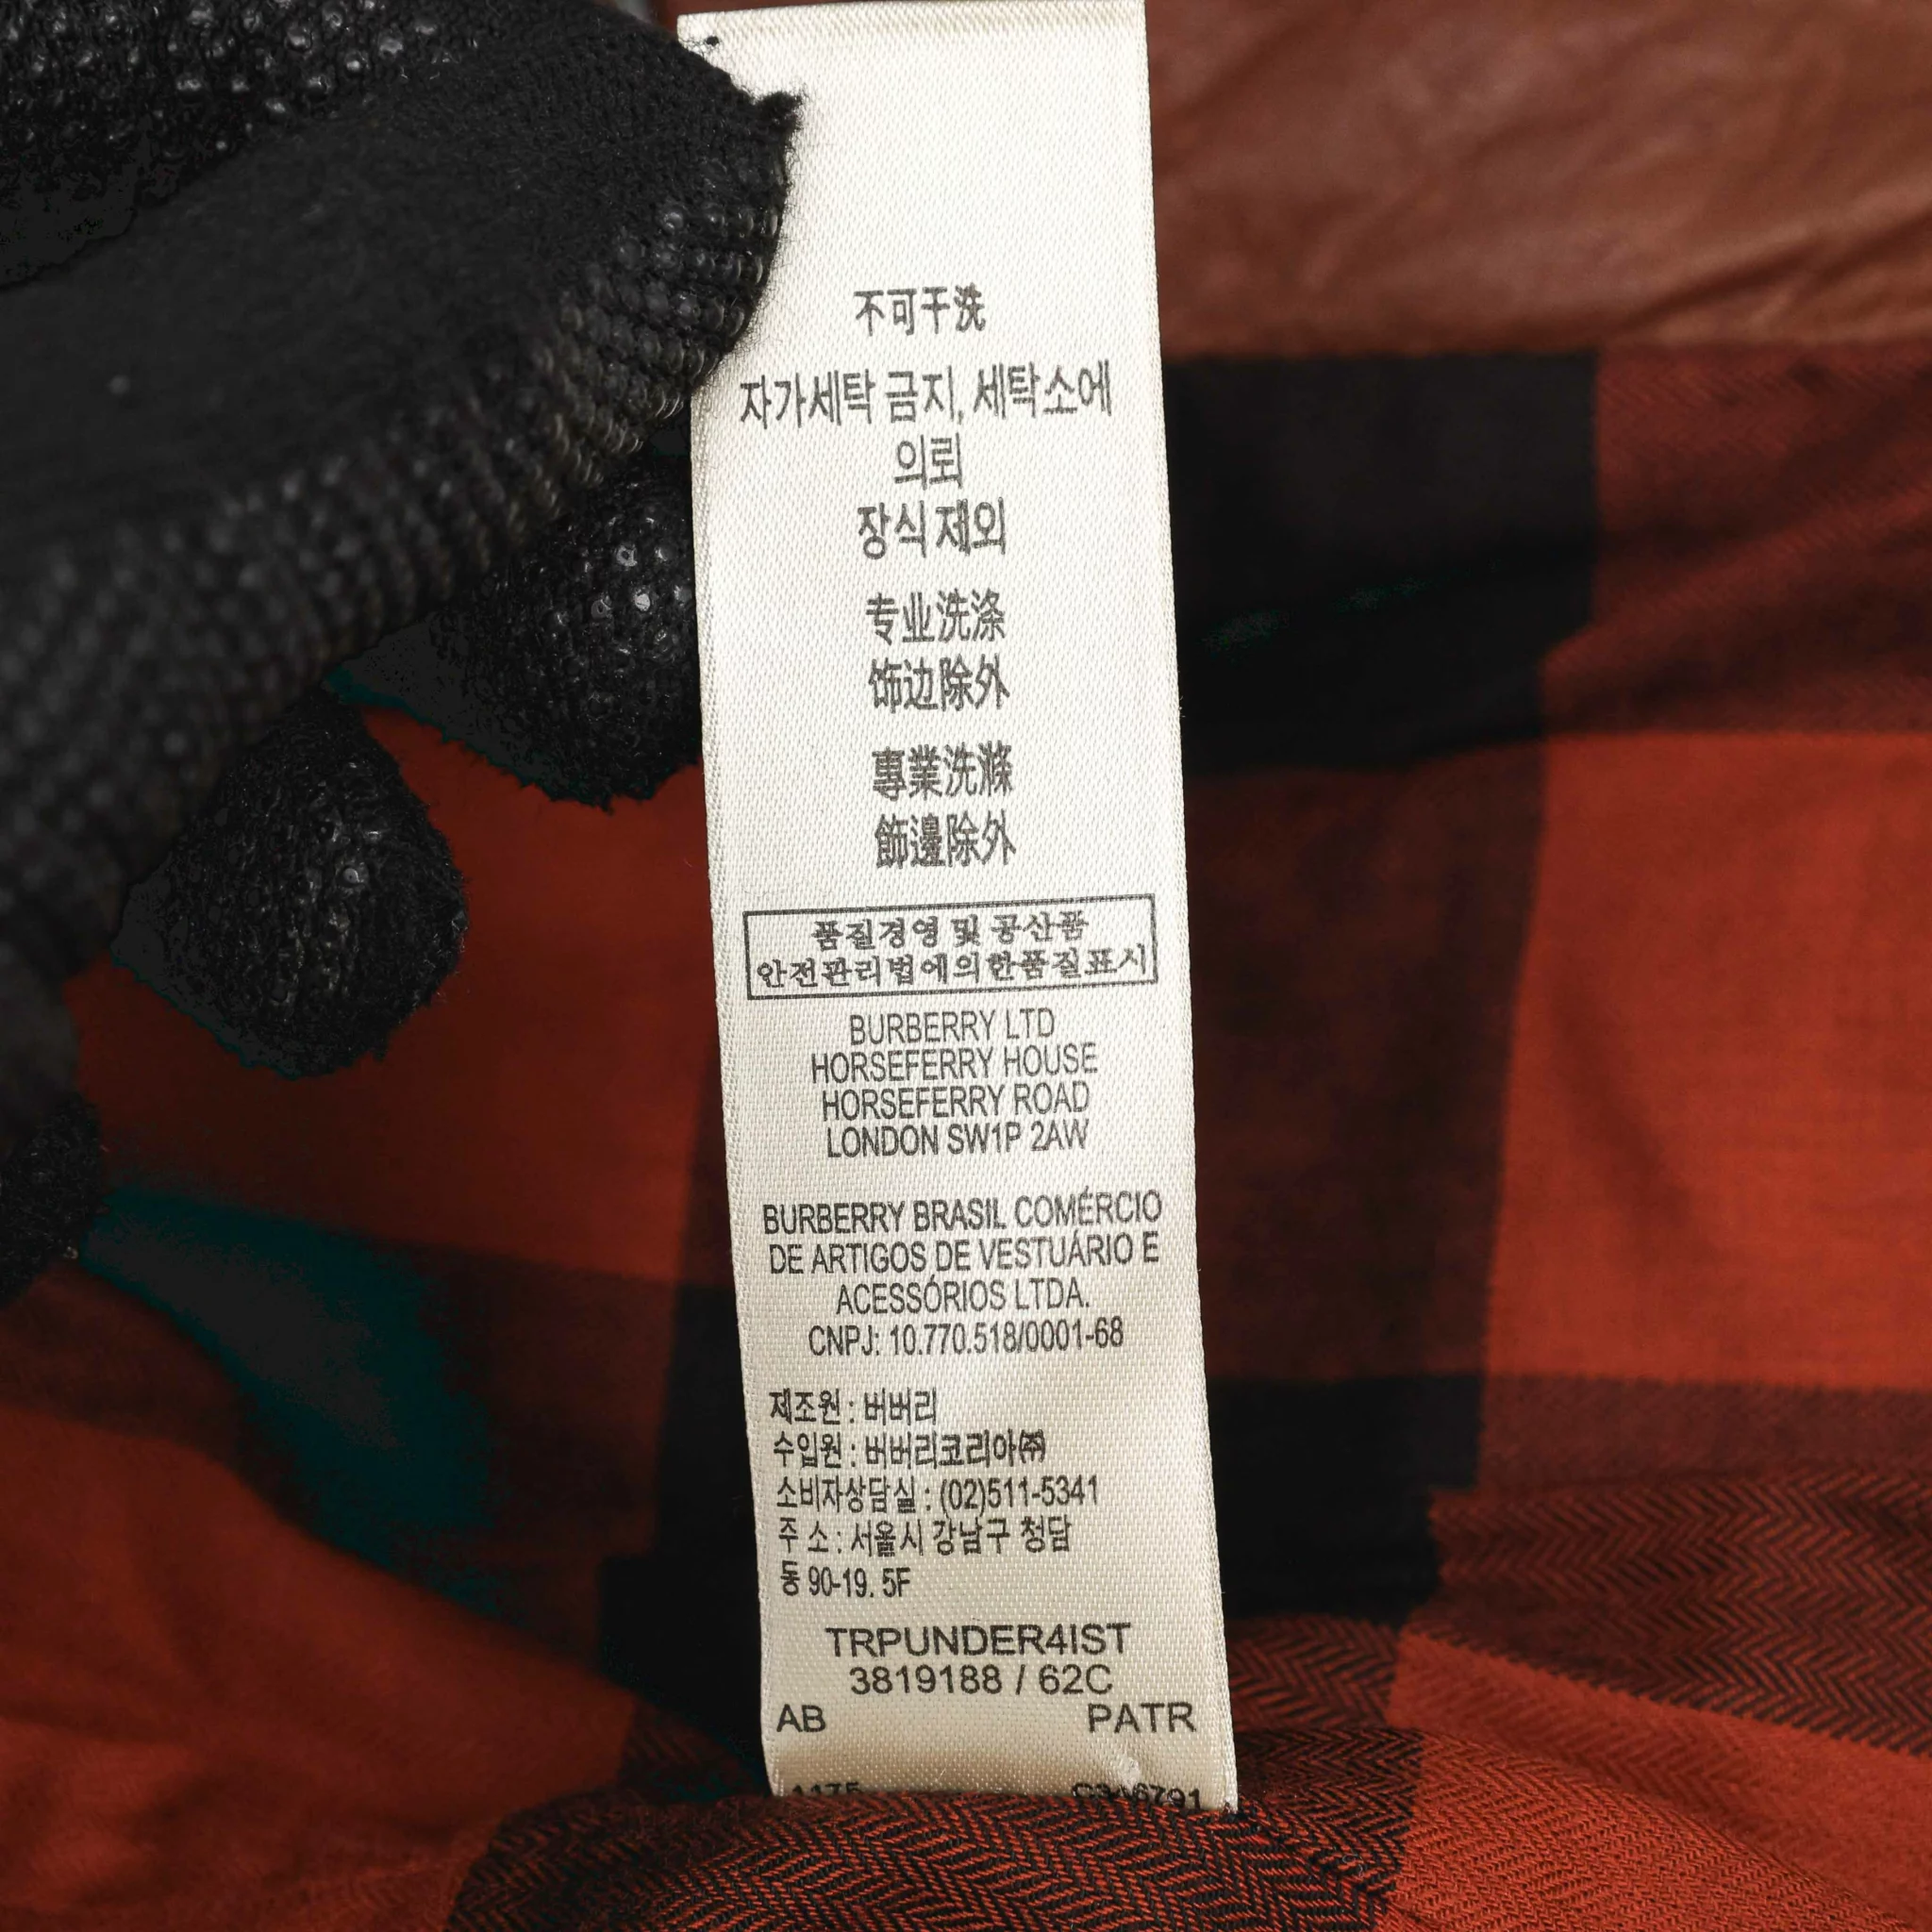 不可干洗
자가세탁 금지, 세탁소에
의뢰
장식 제외
专业洗涤
饰边除外
專業洗滌
飾邊除外
품질경영 및 공산품
안전관리법에의한품질표시
BURBERRY LTD
HORSEFERRY HOUSE
HORSEFERRY ROAD
LONDON SW1P 2AW
BURBERRY BRASIL COMÉRCIO
DE ARTIGOS DE VESTUÁRIO E
ACESSÓRIOS LTDA.
CNPJ: 10.770.518/0001-68
제조원 : 버버리
수입원 : 버버리코리아㈜
소비자상담실 : (02)511-5341
주 소 : 서울시 강남구 청담
동 90-19. 5F
TRPUNDER4IST
3819188 / 62C
AB PATR